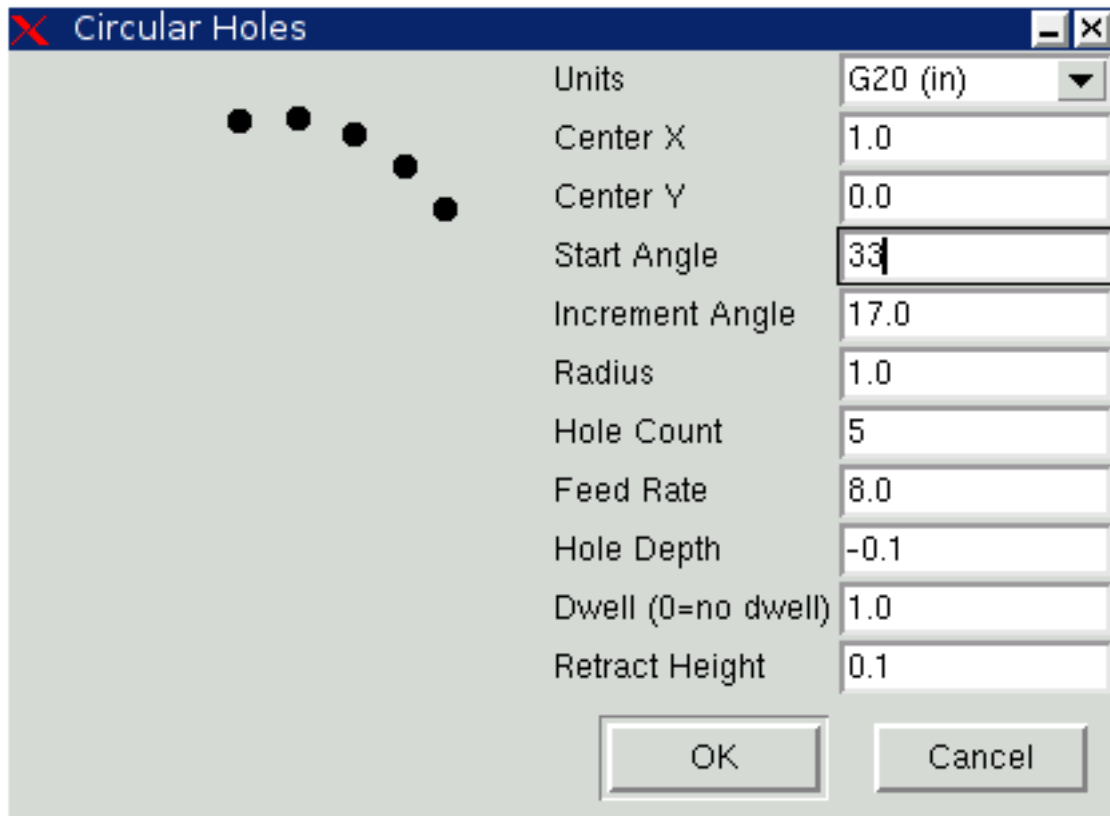 Circular Holes
Units G20 (in)
Center X 1.0
Center Y 0.0
Start Angle 33
Increment Angle 17.0
Radius 1.0
Hole Count 5
Feed Rate 8.0
Hole Depth -0.1
Dwell (0=no dwell) 1.0
Retract Height 0.1
OK Cancel